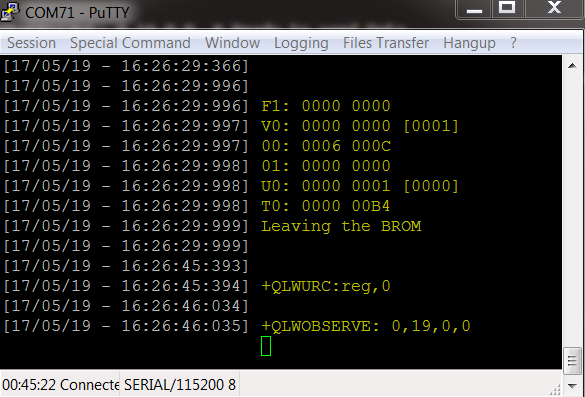 COM71 - PuTTY
Session Special Command Window Logging Files Transfer Hangup ?
[17/05/19 - 16:26:29:366]
[17/05/19 - 16:26:29:996]
[17/05/19 - 16:26:29:996] F1: 0000 0000
[17/05/19 - 16:26:29:997] V0: 0000 0000 [0001]
[17/05/19 - 16:26:29:997] 00: 0006 000C
[17/05/19 - 16:26:29:998] 01: 0000 0000
[17/05/19 - 16:26:29:998] U0: 0000 0001 [0000]
[17/05/19 - 16:26:29:998] T0: 0000 00B4
[17/05/19 - 16:26:29:999] Leaving the BROM
[17/05/19 - 16:26:29:999]
[17/05/19 - 16:26:45:393]
[17/05/19 - 16:26:45:394] +QLWURC:reg,0
[17/05/19 - 16:26:46:034]
[17/05/19 - 16:26:46:035] +QLWOBSERVE: 0,19,0,0
00:45:22 Connecte SERIAL/115200 8